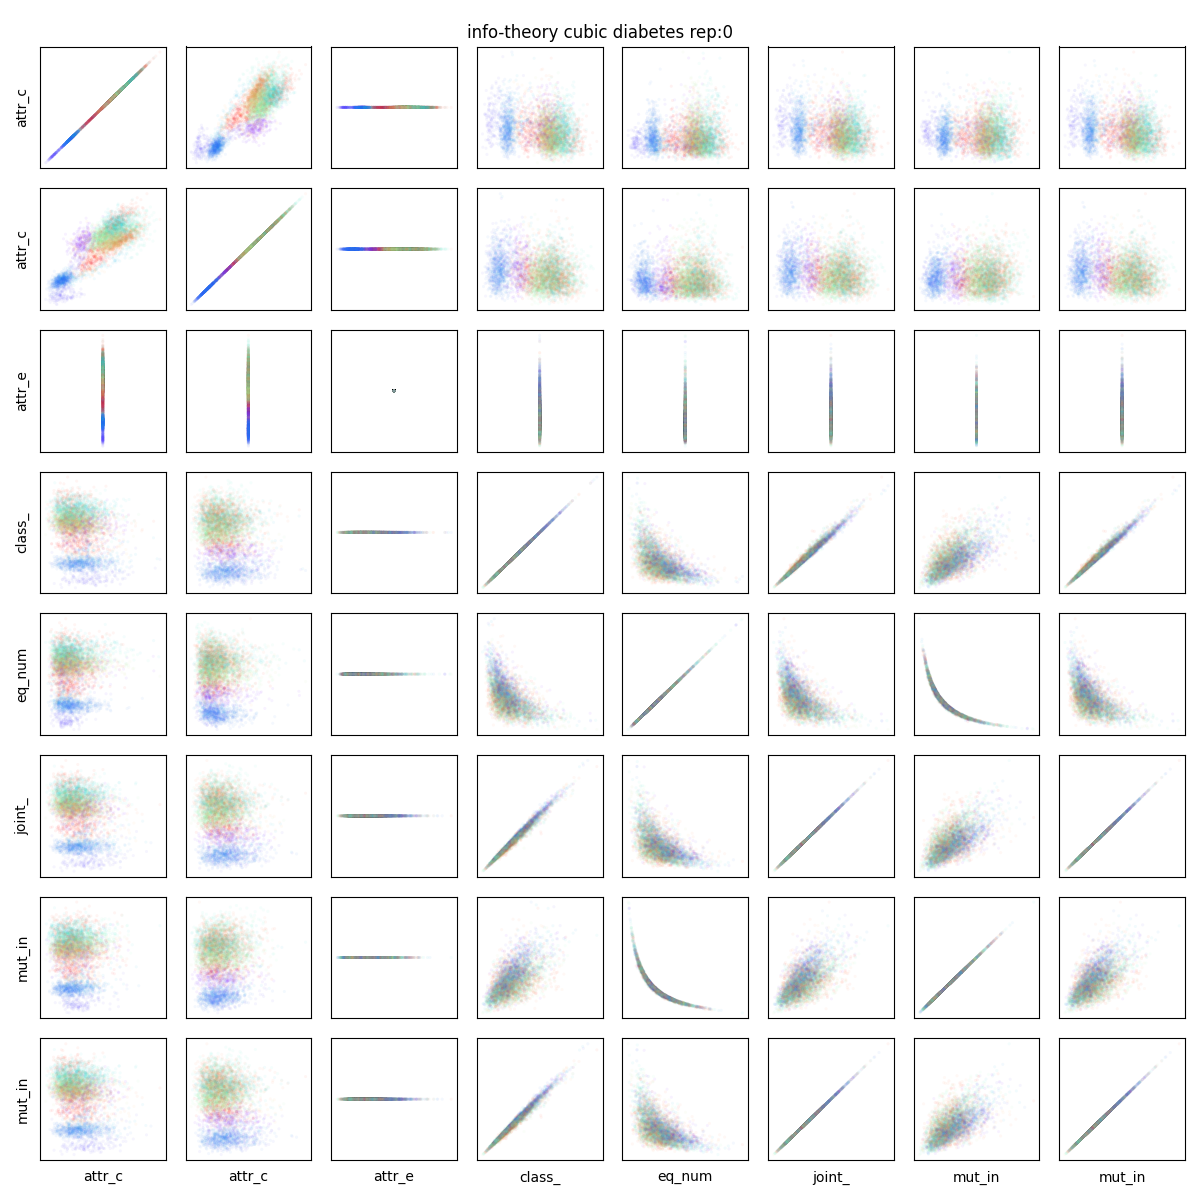 info-theory cubic diabetes rep:0
attr_c
attr_c
attr_e
class_
eq_num
joint_
mut_in
mut_in
attr_c attr_c attr_e class_ eq_num joint_ mut_in mut_in